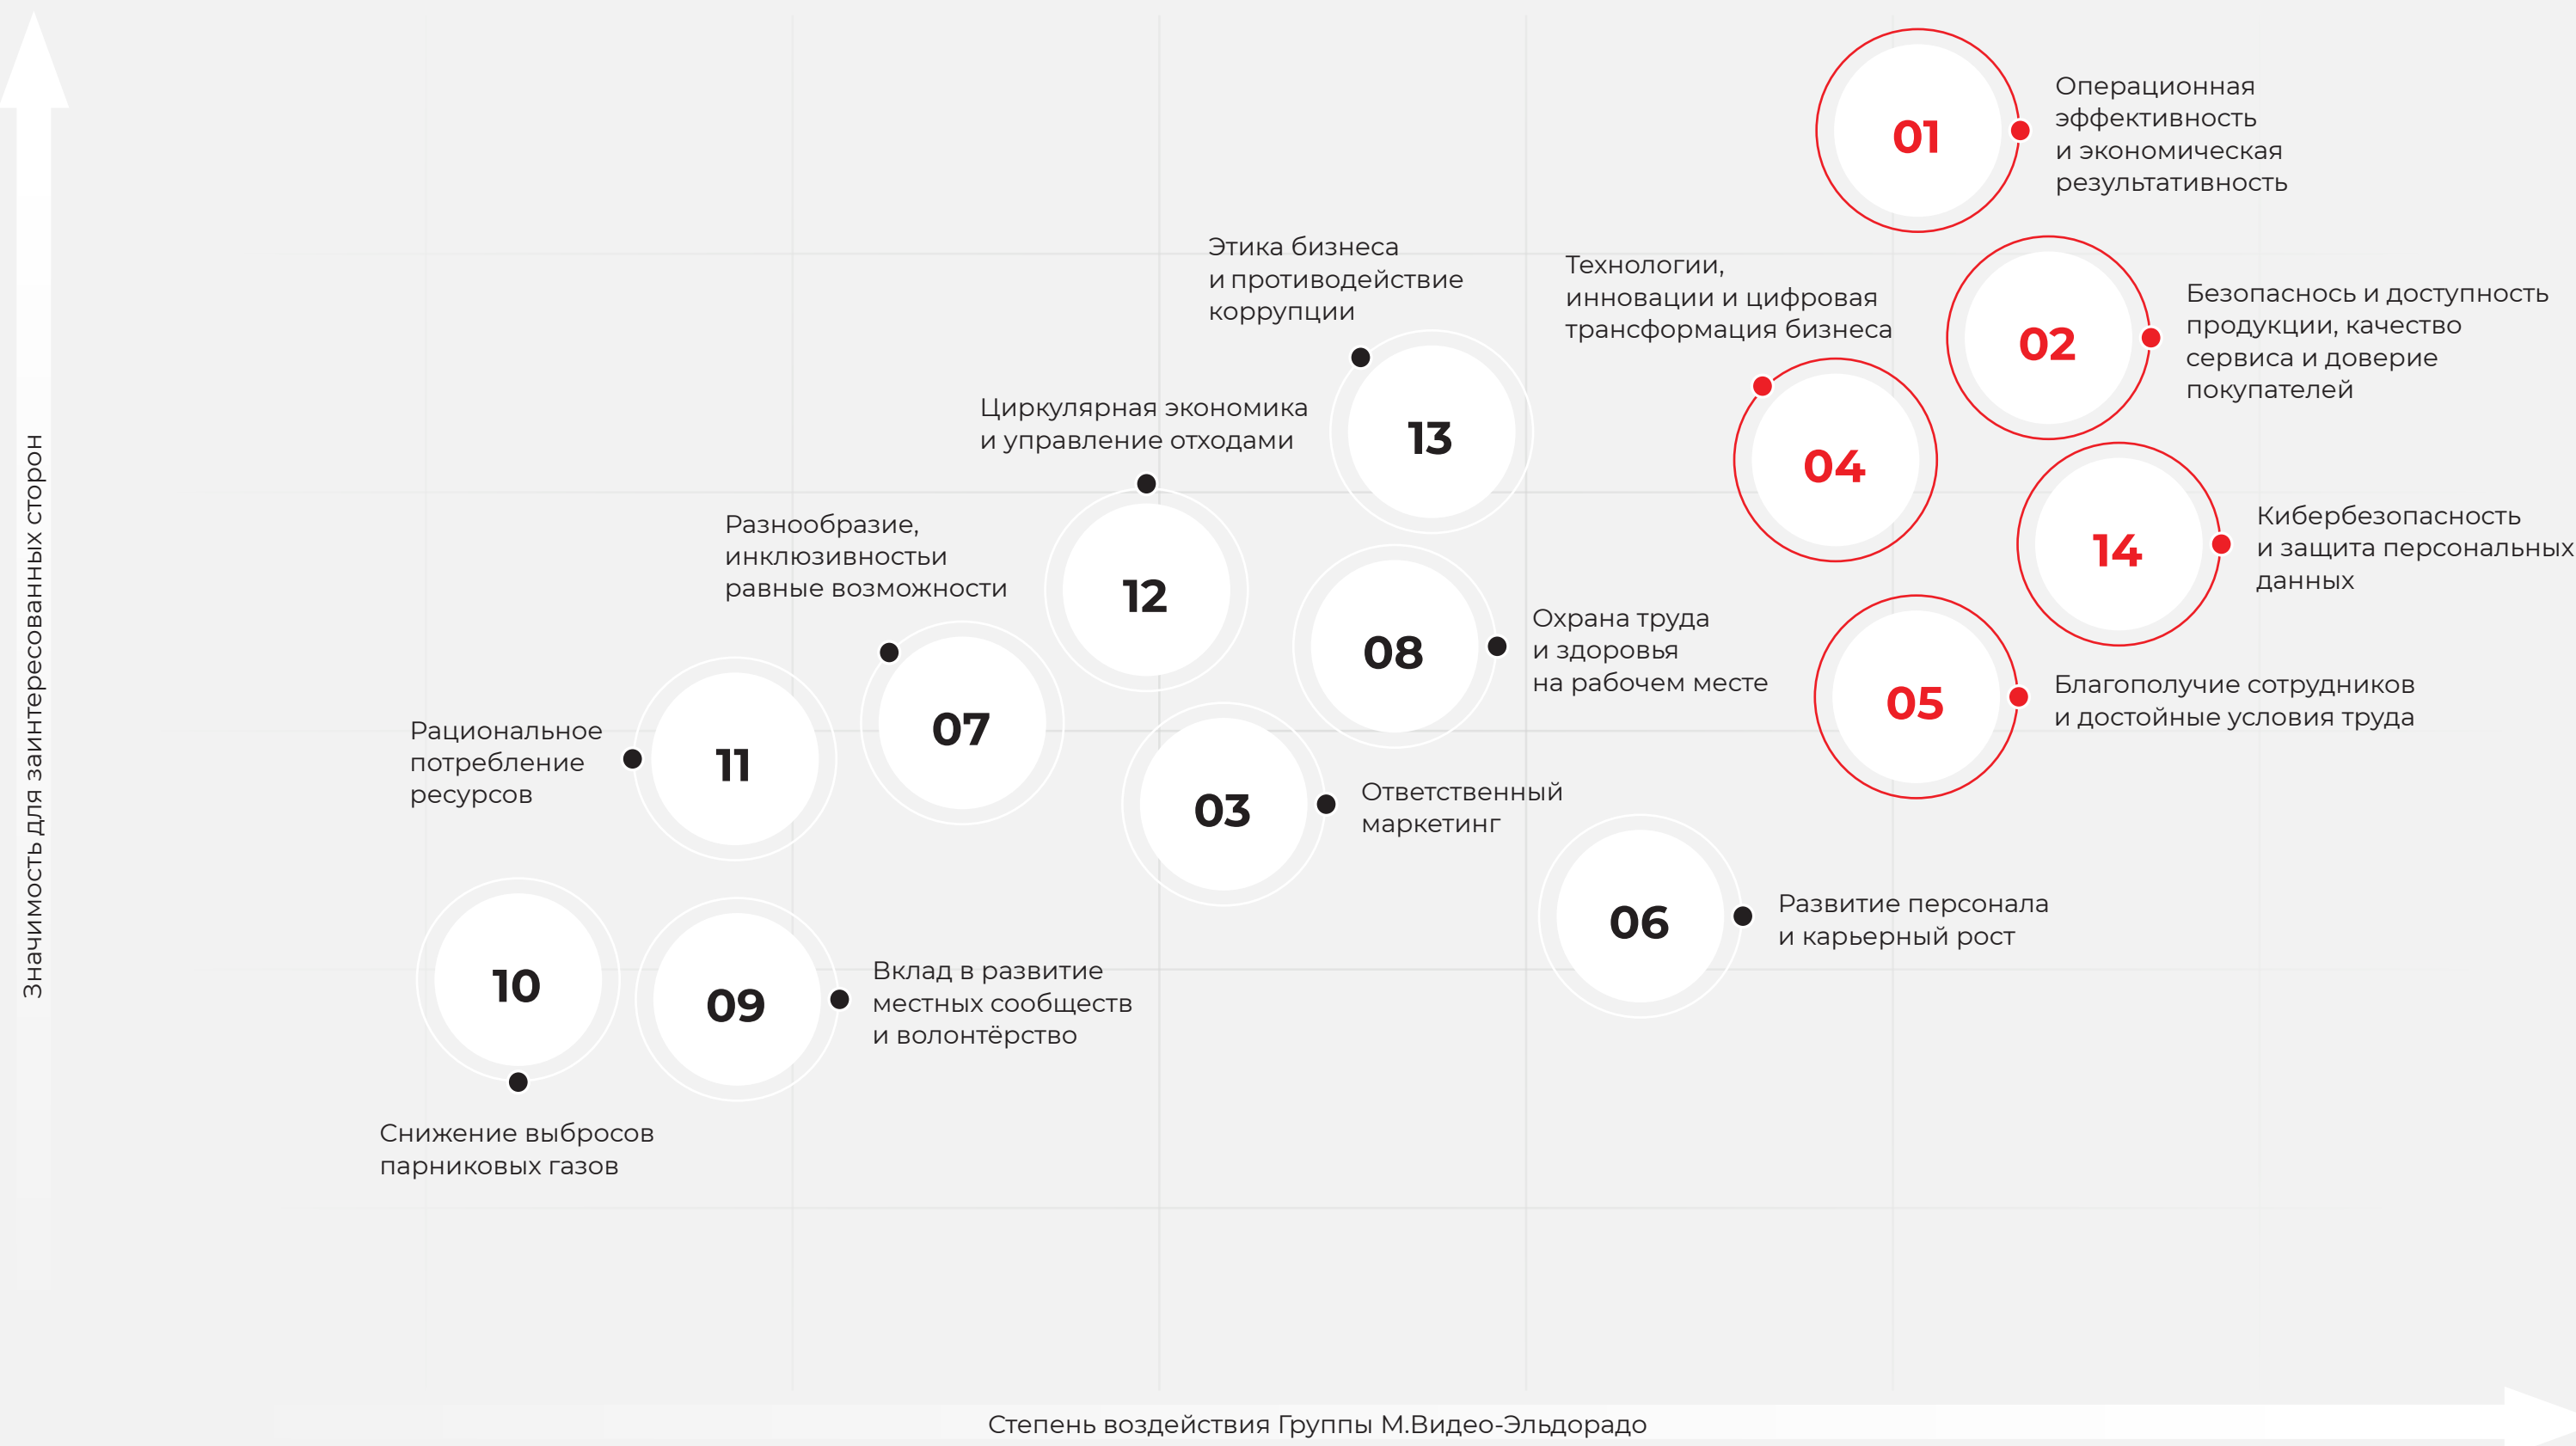 01
Операционная
эффективность
и экономическая
результативность
Этика бизнеса
и противодействие
коррупции
13
Технологии,
инновации и цифровая
трансформация бизнеса
04
02
Безопаснось и доступность
продукции, качество
сервиса и доверие
покупателей
Циркулярная экономика
и управление отходами
12
14
Кибербезопасность
и защита персональных
данных
Разнообразие,
инклюзивностьи
равные возможности
07
08
Охрана труда
и здоровья
на рабочем месте
05
Благополучие сотрудников
и достойные условия труда
Рациональное
потребление
ресурсов
11
03
Ответственный
маркетинг
06
Развитие персонала
и карьерный рост
10
Снижение выбросов
парниковых газов
09
Вклад в развитие
местных сообществ
и волонтёрство
Значимость для заинтересованных сторон
Степень воздействия Группы М.Видео-Эльдорадо